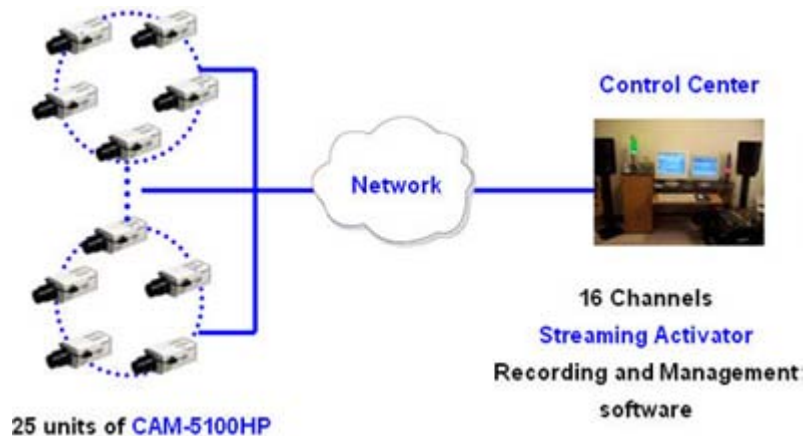 Control Center
Network
16 Channels
Streaming Activator
Recording and Management
software
25 units of CAM-5100HP